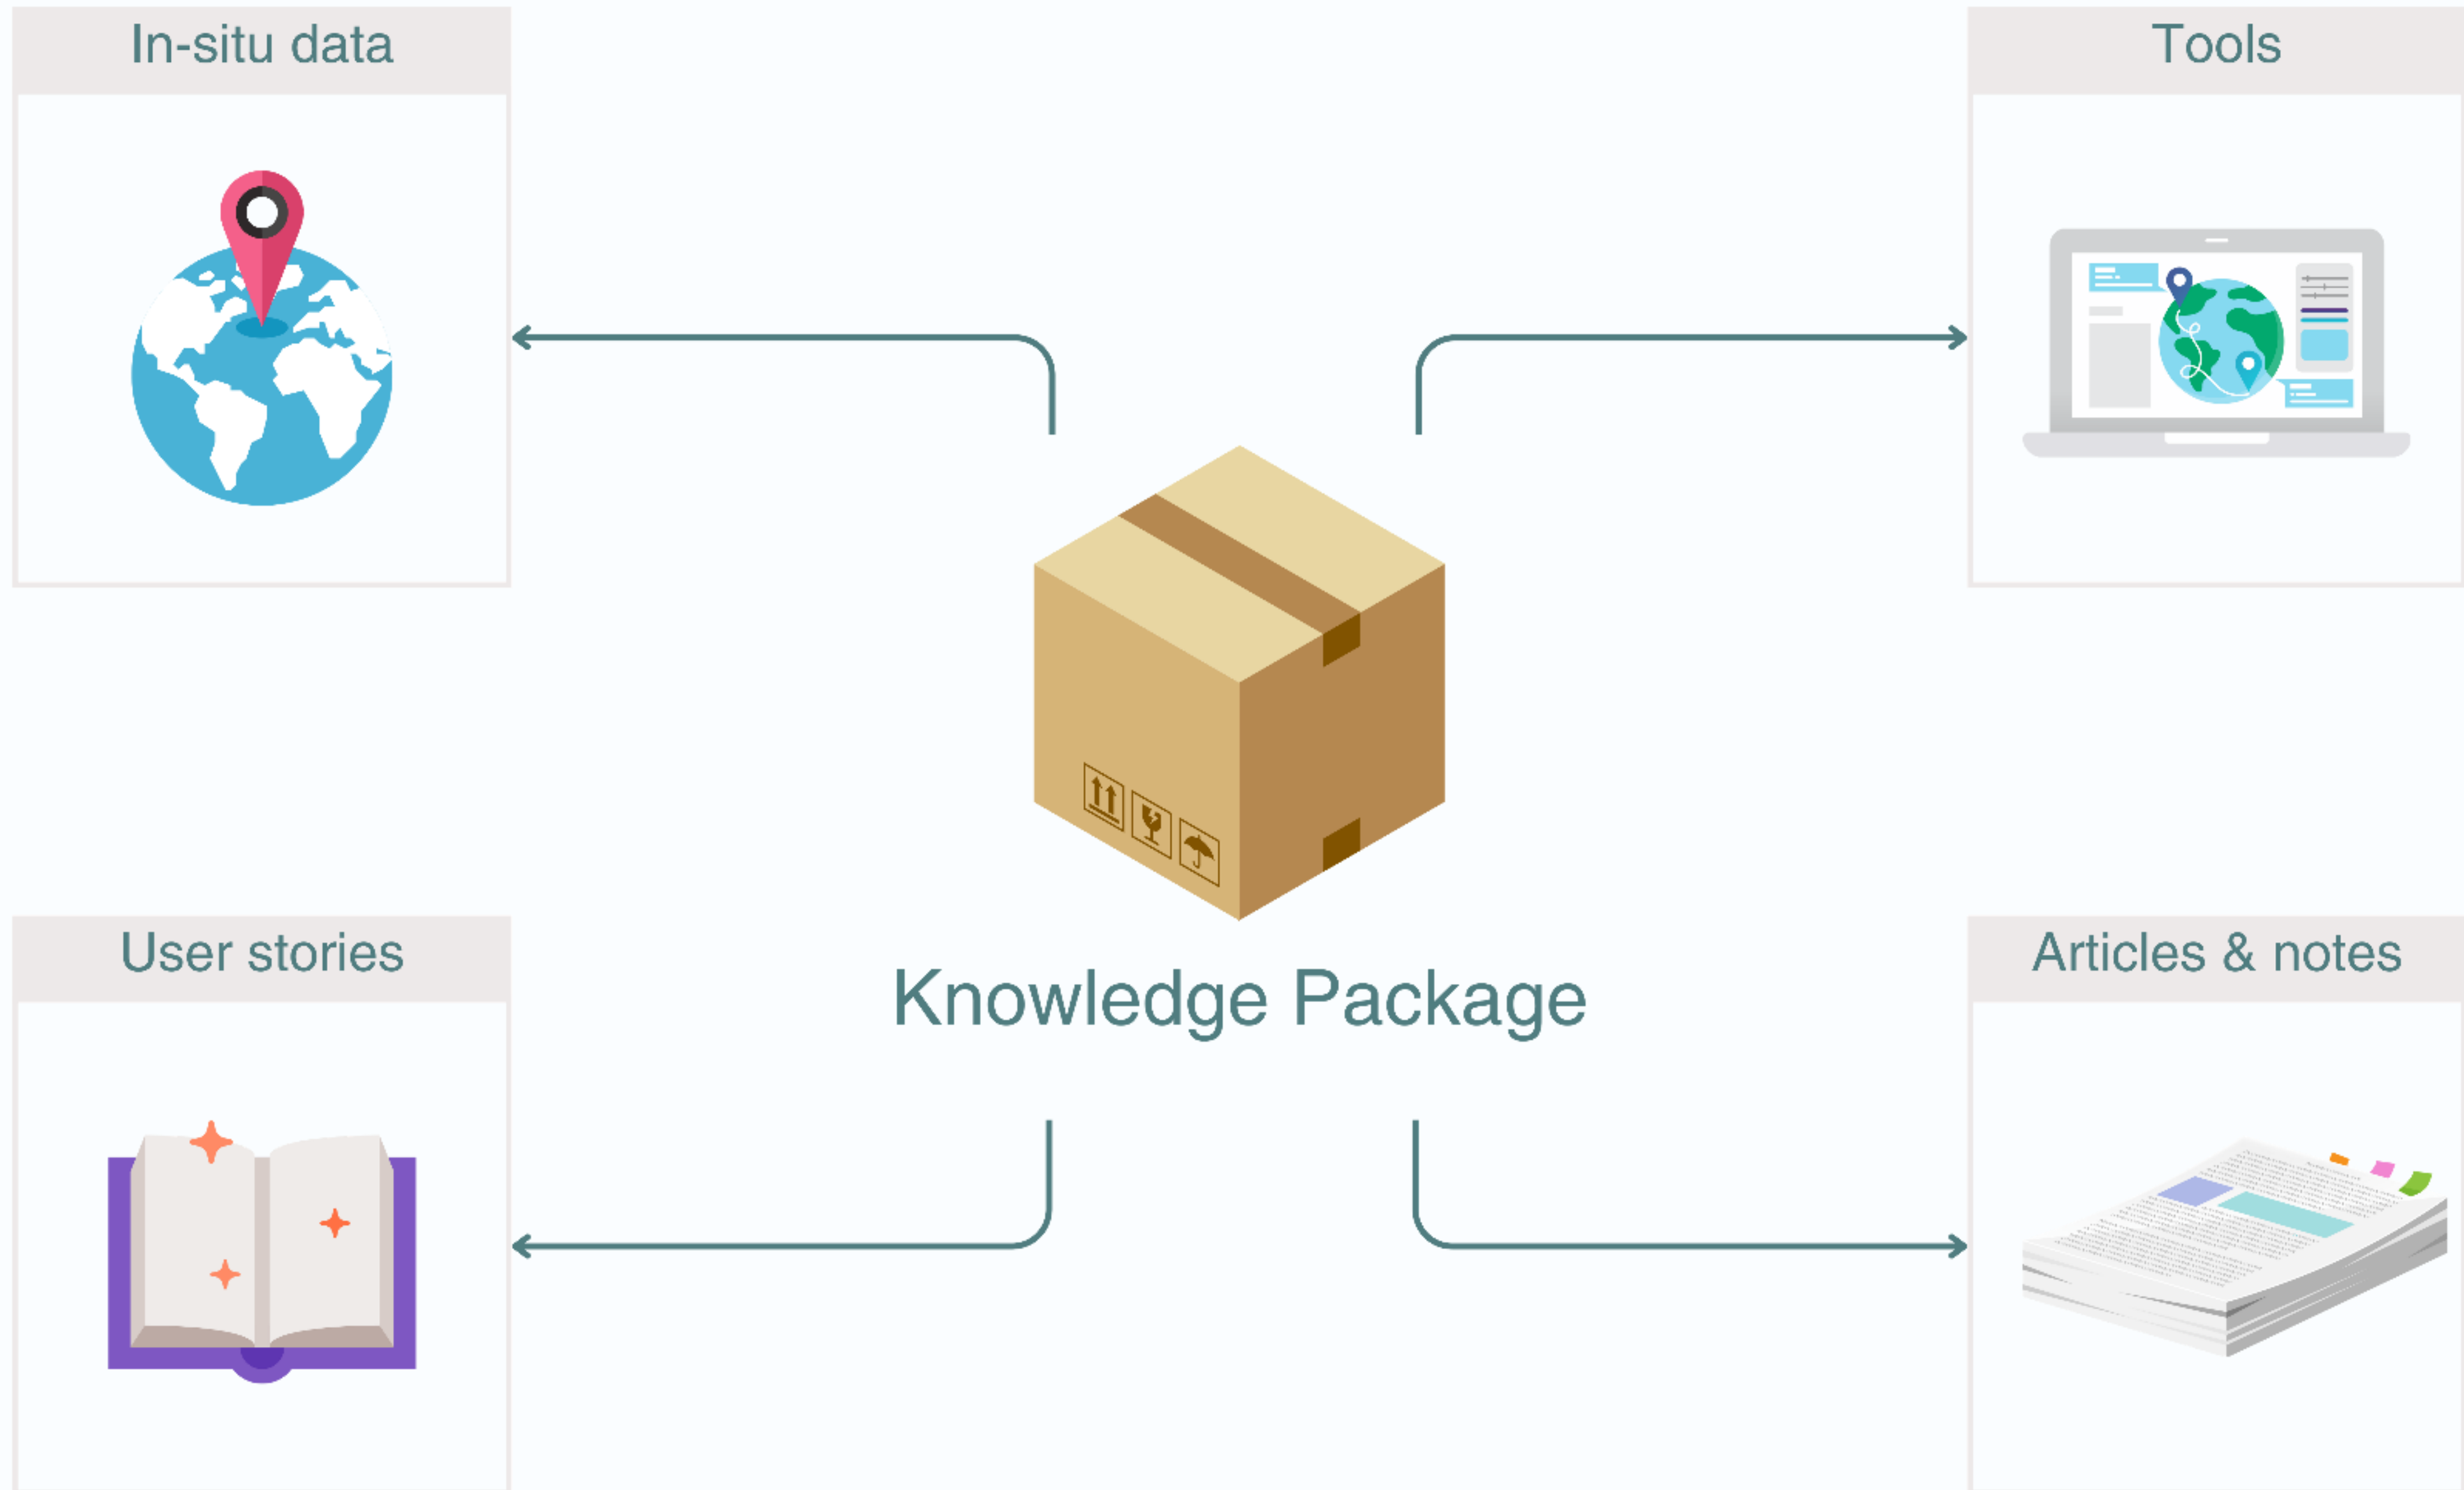 In-situ data
Tools
Knowledge Package
User stories
Articles & notes